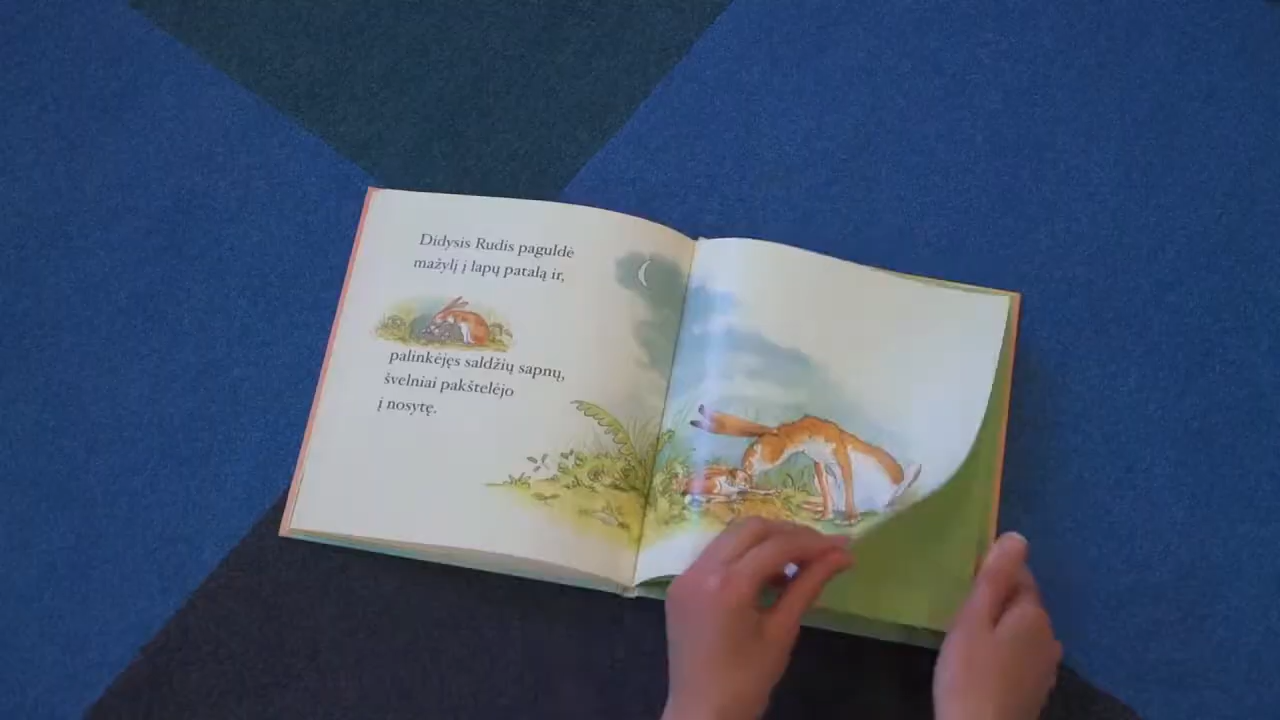 Didysis Rudis paguldė
mažylį į lapų patalą ir,
palinkėjęs saldžių sapnų,
švelniai pakštelėjo
į nosytę.